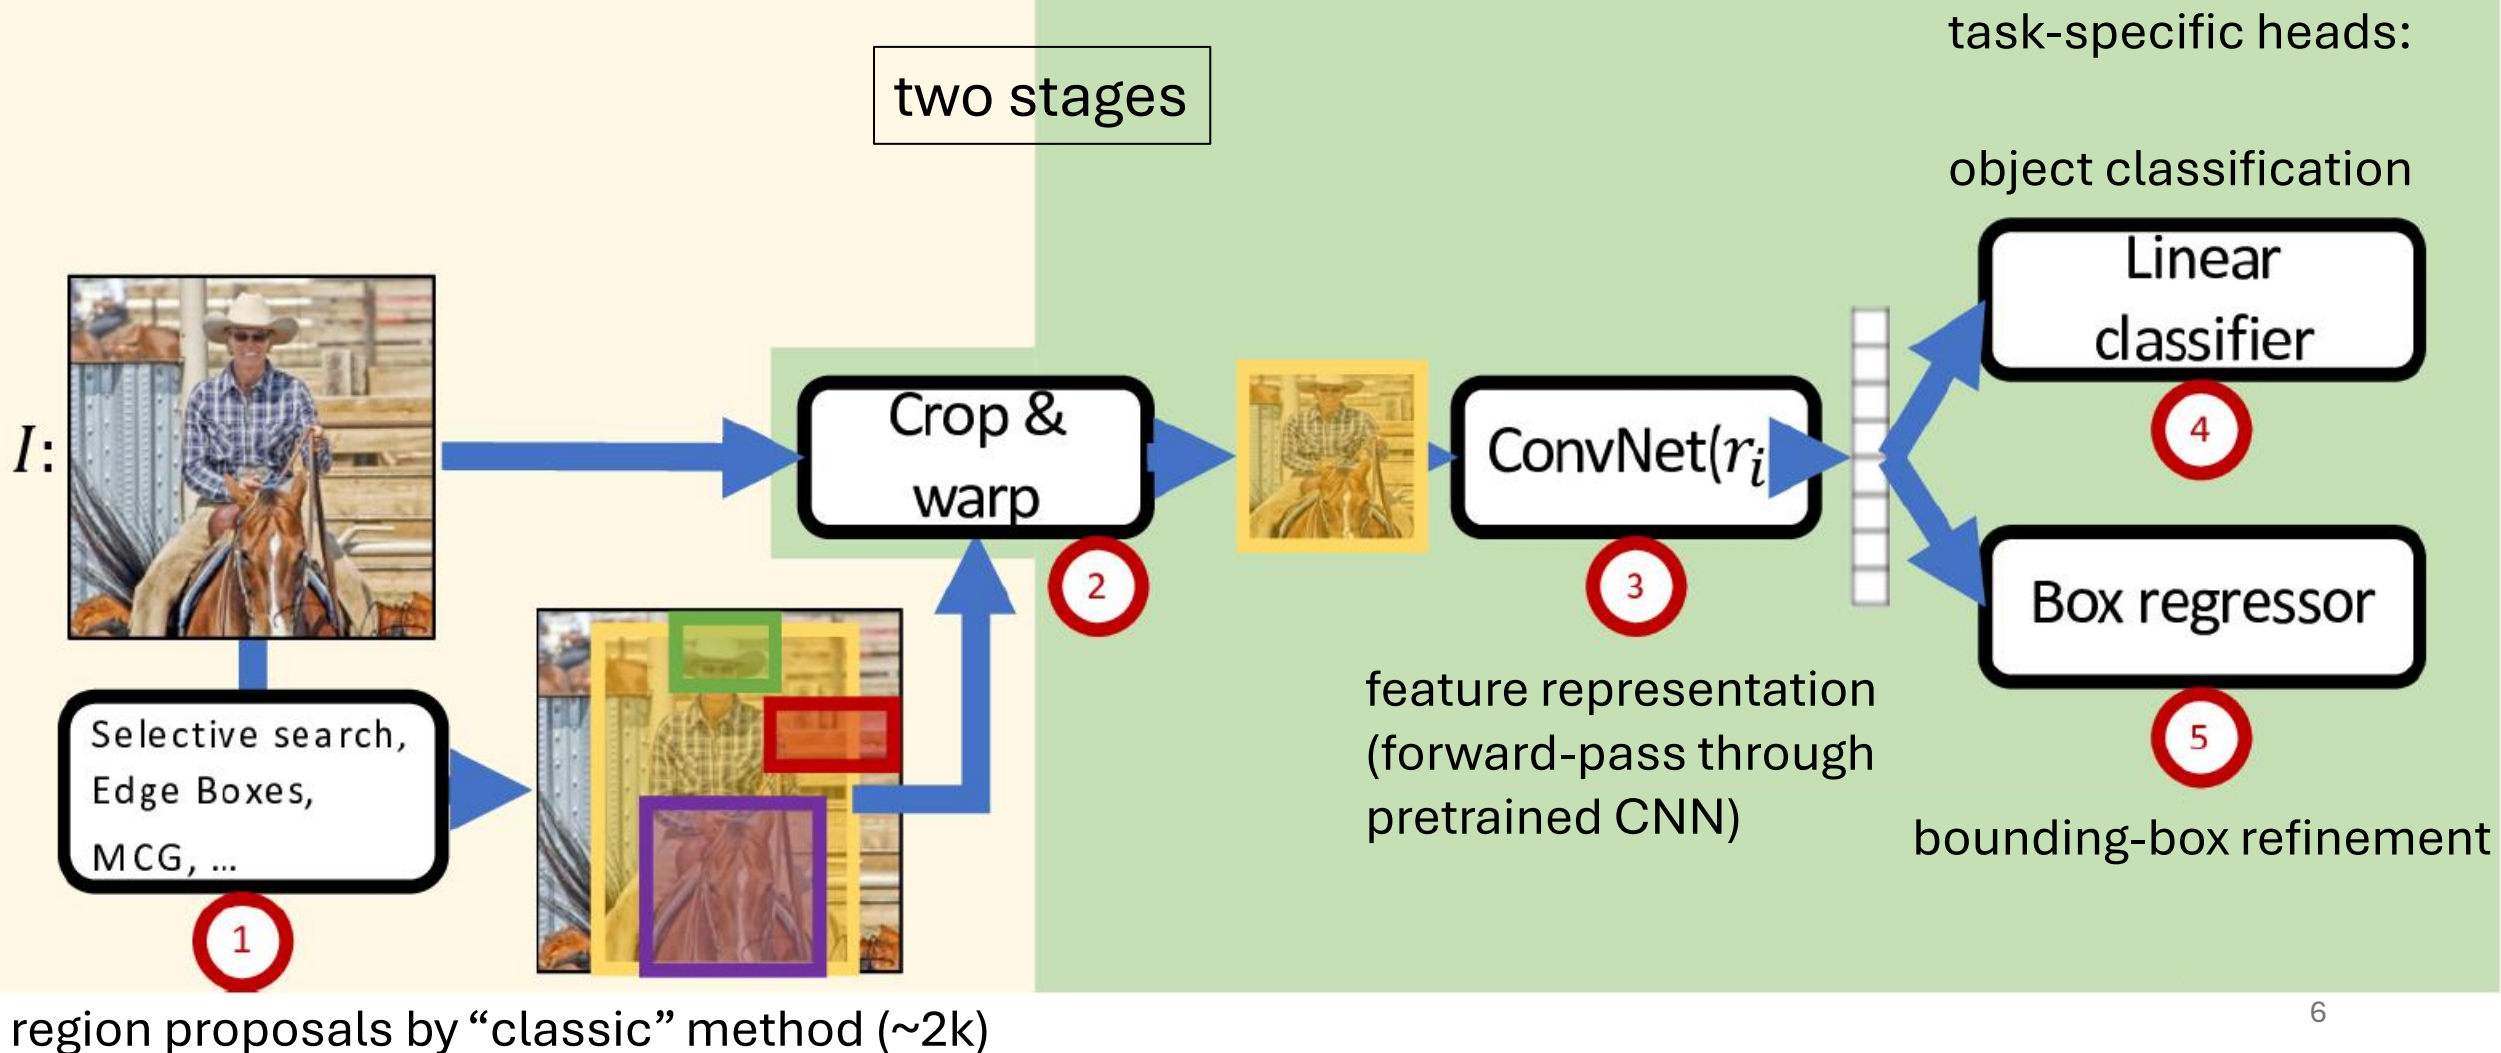 task-specific heads:
two stages
object classification
Linear
classifier
4
I:
Crop &
warp
2
ConvNet(r_i
3
Box regressor
5
feature representation
(forward-pass through
pretrained CNN)
bounding-box refinement
Selective search,
Edge Boxes,
MCG, ...
1
region proposals by “classic” method (~2k)
6